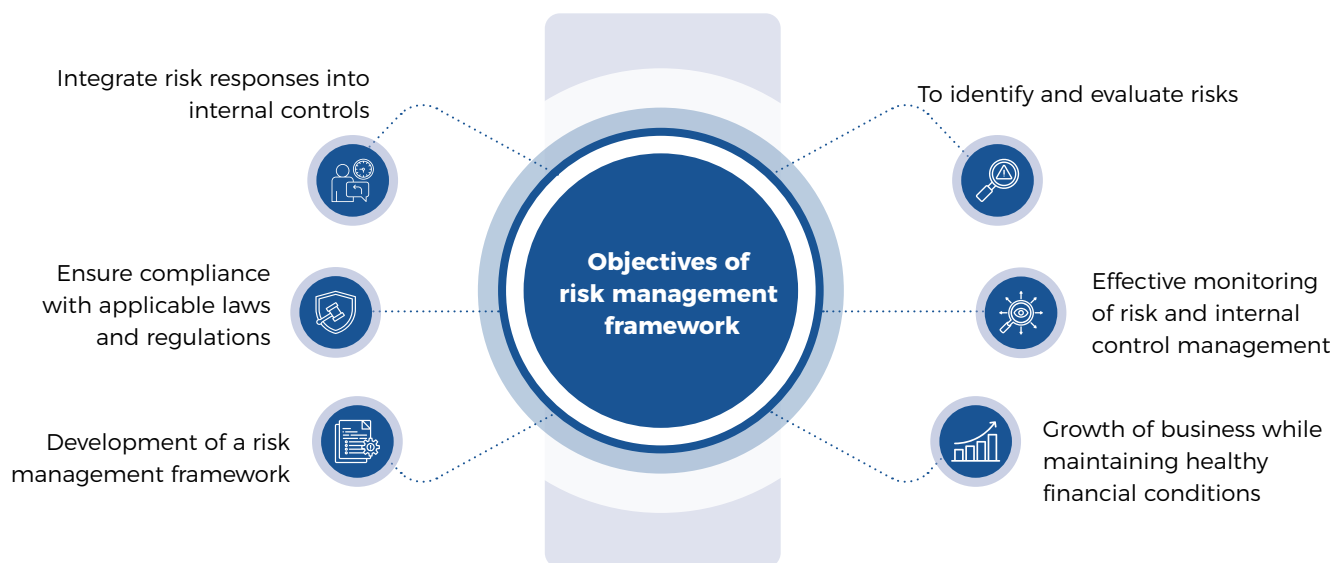 Integrate risk responses into
internal controls
Ensure compliance
with applicable laws
and regulations
Development of a risk
management framework
Objectives of
risk management
framework
To identify and evaluate risks
Effective monitoring
of risk and internal
control management
Growth of business while
maintaining healthy
financial conditions